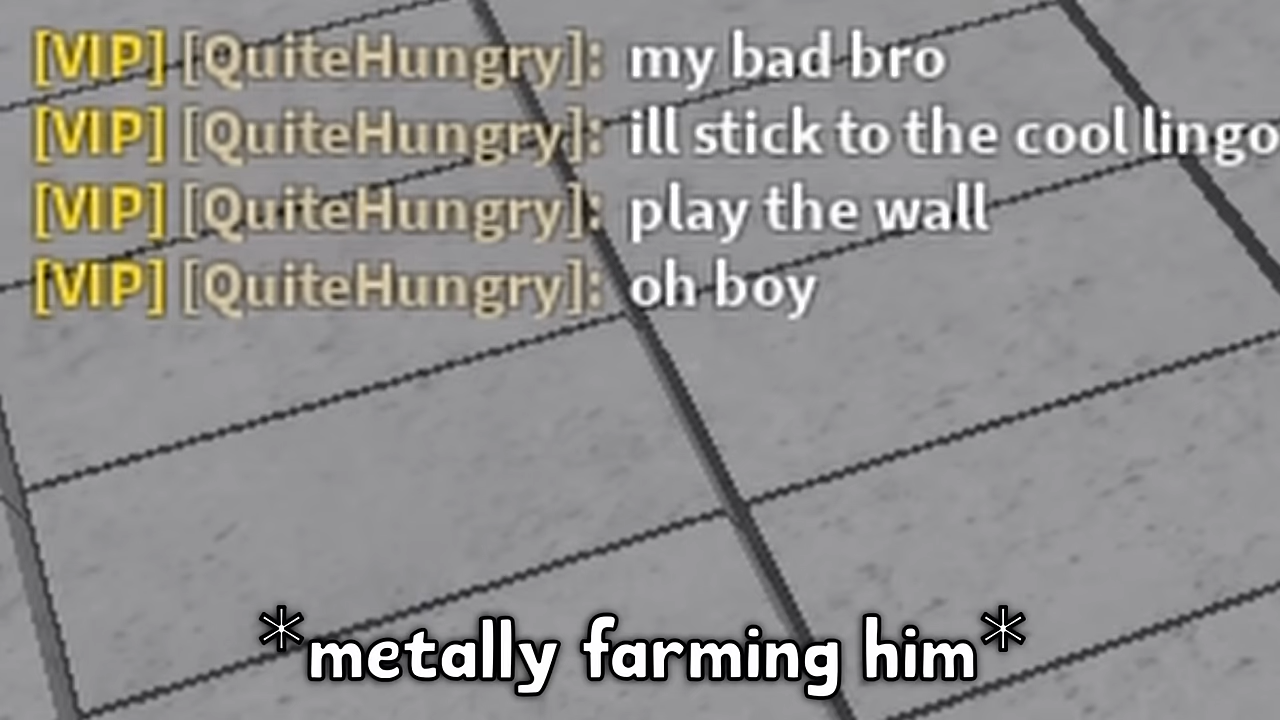 [VIP] [QuiteHungry]: my bad bro
[VIP] [QuiteHungry]: ill stick to the cool lingo
[VIP] [QuiteHungry]: play the wall
[VIP] [QuiteHungry]: oh boy
*metally farming him*